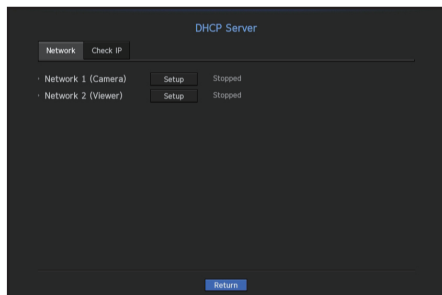 DHCP Server
Network Check IP
· Network 1 (Camera) Setup Stopped
· Network 2 (Viewer) Setup Stopped
Return